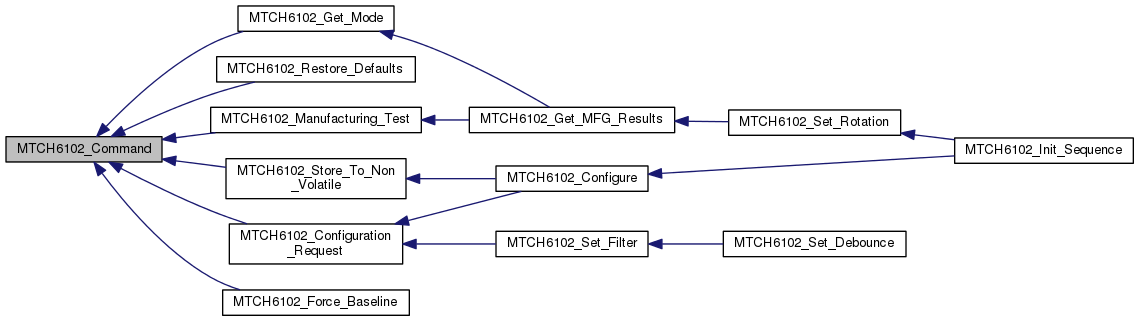 MTCH6102_Command
MTCH6102_Get_Mode
MTCH6102_Restore_Defaults
MTCH6102_Manufacturing_Test
MTCH6102_Store_To_Non
_Volatile
MTCH6102_Configuration
_Request
MTCH6102_Force_Baseline
MTCH6102_Get_MFG_Results
MTCH6102_Configure
MTCH6102_Set_Filter
MTCH6102_Set_Rotation
MTCH6102_Set_Debounce
MTCH6102_Init_Sequence